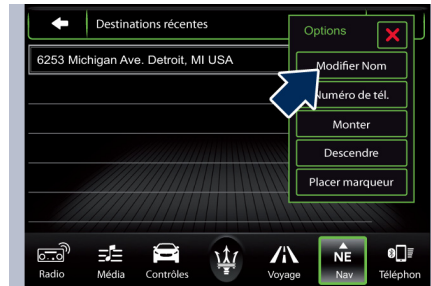 Destinations récentes
Options
6253 Michigan Ave. Detroit, MI USA
Modifier Nom
Numéro de tél.
Monter
Descendre
Placer marqueur
Radio
Média
Contrôles
Voyage
NE
Nav
Téléphon